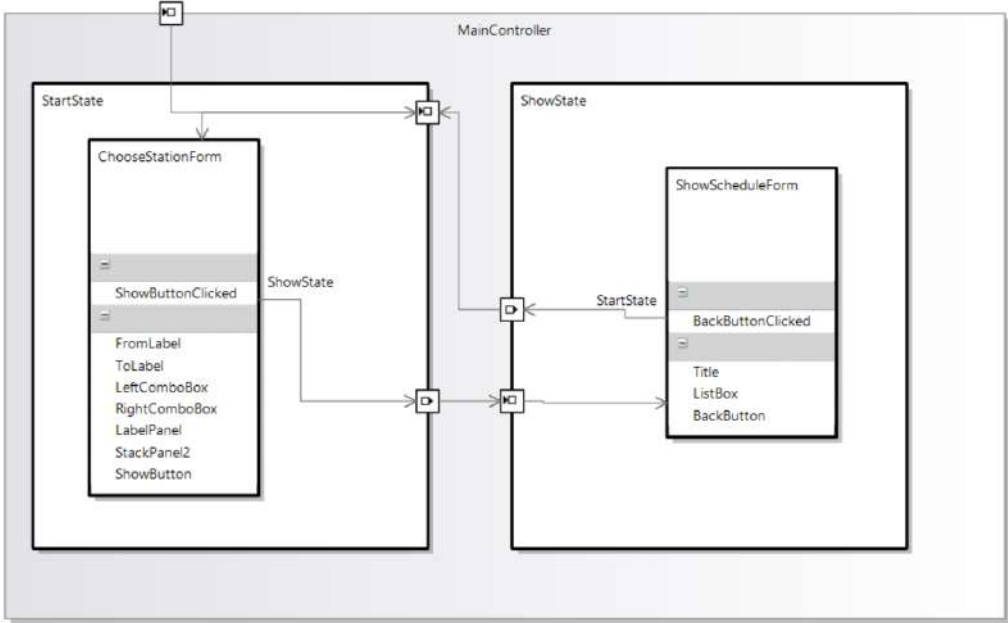 MainController
StartState
ChooseStationForm
ShowButtonClicked
FromLabel
ToLabel
LeftComboBox
RightComboBox
LabelPanel
StackPanel2
ShowButton
ShowState
ShowState
ShowScheduleForm
StartState
BackButtonClicked
Title
ListBox
BackButton